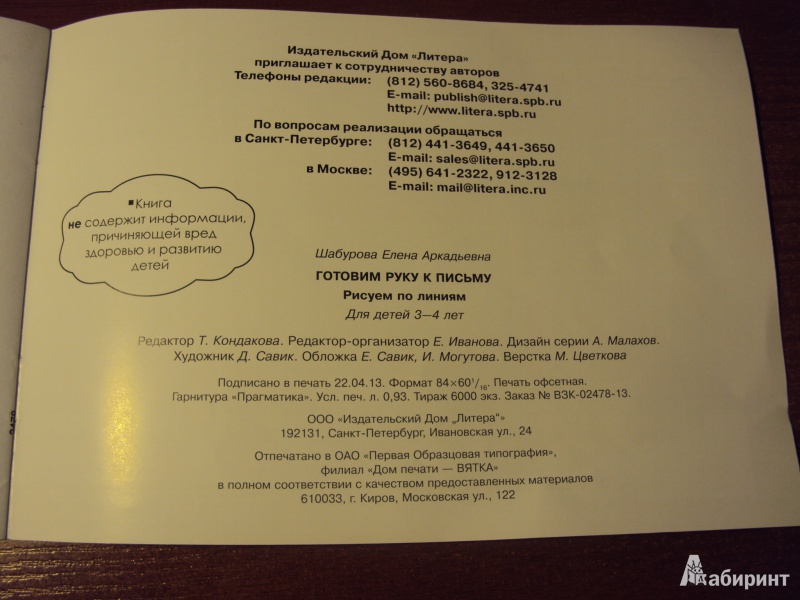 Издательский Дом «Литера»
приглашает к сотрудничеству авторов
Телефоны редакции: (812) 560-8684, 325-4741
E-mail: publish@litera.spb.ru
http://www.litera.spb.ru
По вопросам реализации обращаться
в Санкт-Петербурге: (812) 441-3649, 441-3650
E-mail: sales@litera.spb.ru
в Москве: (495) 641-2322, 912-3128
E-mail: mail@litera.inc.ru
■Книга
не содержит информации,
причиняющей вред
здоровью и развитию
детей
Шабурова Елена Аркадьевна
ГОТОВИМ РУКУ К ПИСЬМУ
Рисуем по линиям
Для детей 3—4 лет
Редактор Т. Кондакова. Редактор-организатор Е. Иванова. Дизайн серии А. Малахов.
Художник Д. Савик. Обложка Е. Савик, И. Могутова. Верстка М. Цветкова
Подписано в печать 22.04.13. Формат 84×60¹/₁₆. Печать офсетная.
Гарнитура «Прагматика». Усл. печ. л. 0,93. Тираж 6000 экз. Заказ № ВЗК-02478-13.
ООО «Издательский Дом „Литера“»
192131, Санкт-Петербург, Ивановская ул., 24
Отпечатано в ОАО «Первая Образцовая типография»,
филиал «Дом печати — ВЯТКА»
в полном соответствии с качеством предоставленных материалов
610033, г. Киров, Московская ул., 122
Лабиринт